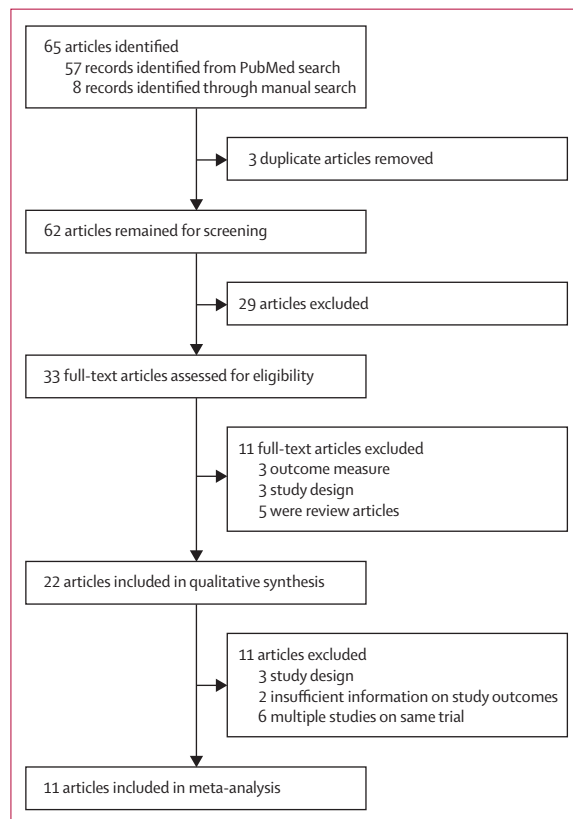 65 articles identified
57 records identified from PubMed search
8 records identified through manual search
3 duplicate articles removed
62 articles remained for screening
29 articles excluded
33 full-text articles assessed for eligibility
11 full-text articles excluded
3 outcome measure
3 study design
5 were review articles
22 articles included in qualitative synthesis
11 articles excluded
3 study design
2 insufficient information on study outcomes
6 multiple studies on same trial
11 articles included in meta-analysis